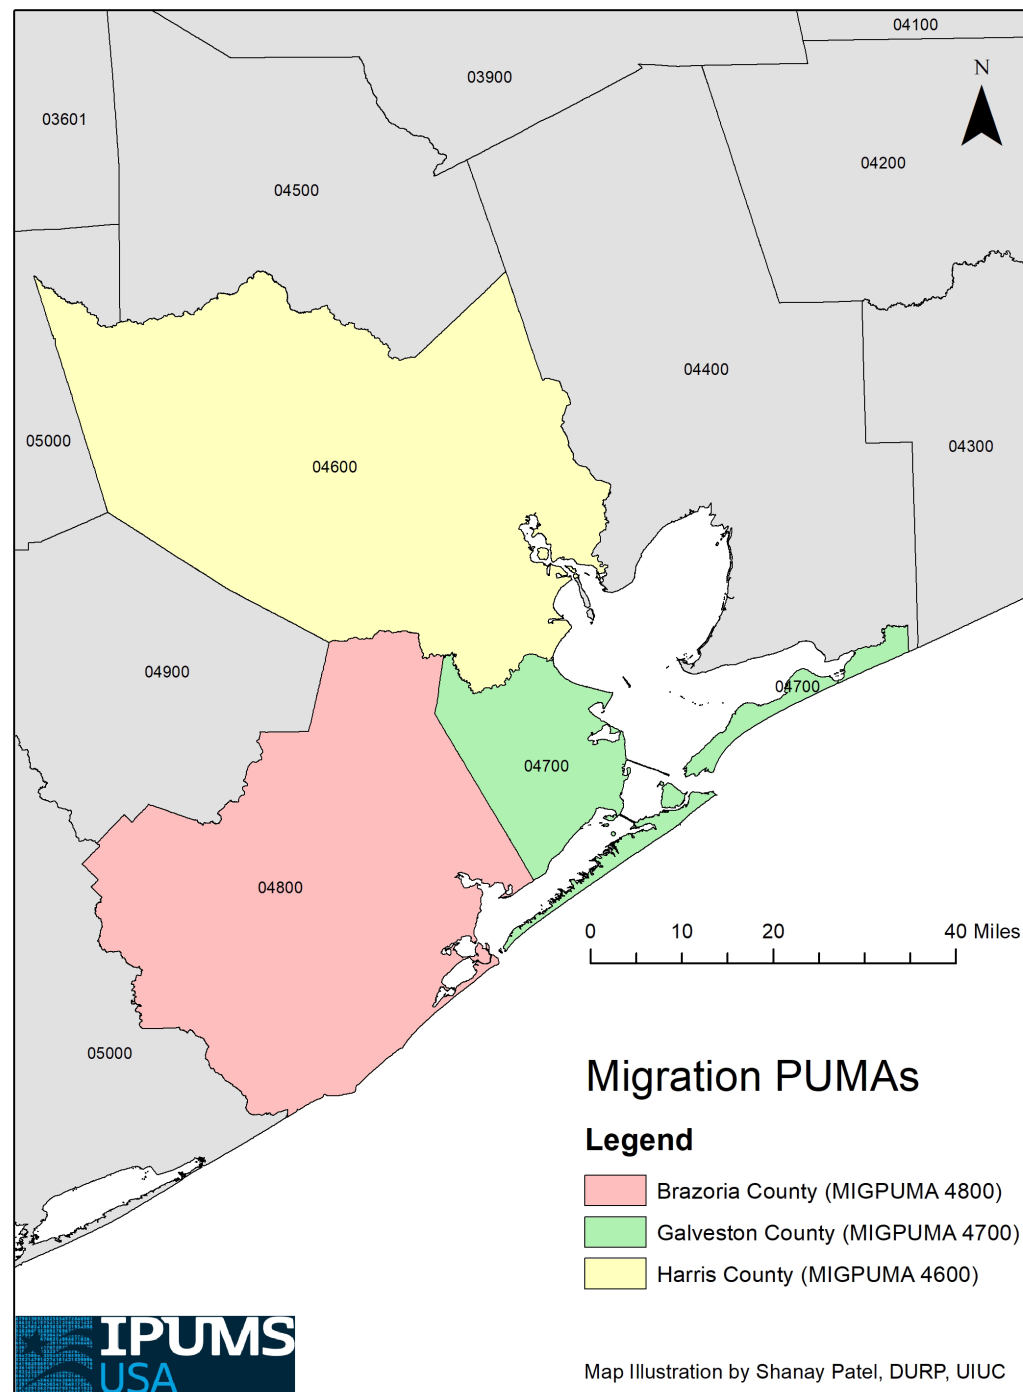 04100
03900
N
03601
04200
04500
04400
05000
04300
04600
04900
04700
04700
04800
0 10 20 40 Miles
05000
Migration PUMAs
Legend
Brazoria County (MIGPUMA 4800)
Galveston County (MIGPUMA 4700)
Harris County (MIGPUMA 4600)
IPUMS
USA
Map Illustration by Shanay Patel, DURP, UIUC